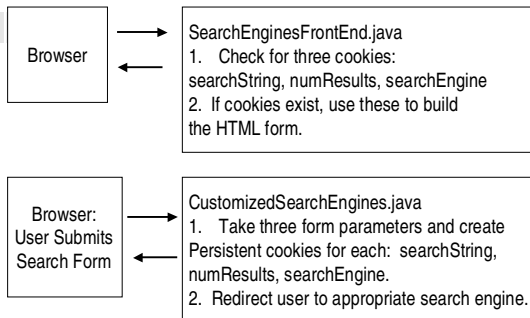 Browser
SearchEnginesFrontEnd.java
1. Check for three cookies:
searchString, numResults, searchEngine
2. If cookies exist, use these to build
the HTML form.
Browser:
User Submits
Search Form
CustomizedSearchEngines.java
1. Take three form parameters and create
Persistent cookies for each: searchString,
numResults, searchEngine.
2. Redirect user to appropriate search engine.